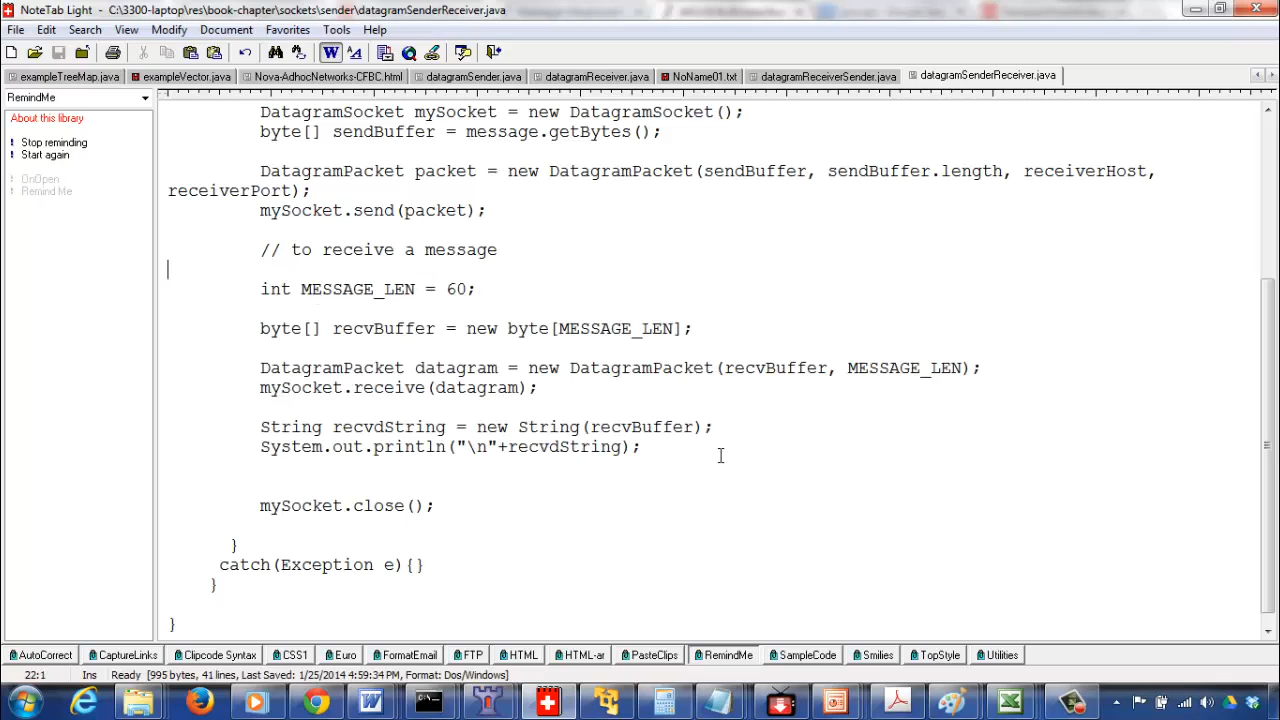 NoteTab Light - C:\3300-laptop\res\book-chapter\sockets\sender\datagramSenderReceiver.java
File Edit Search View Modify Document Favorites Tools Help
exampleTreeMap.java exampleVector.java Nova-AdhocNetworks-CFBC.html datagramSender.java datagramReceiver.java NoName01.txt datagramReceiverSender.java datagramSenderReceiver.java
RemindMe
About this library
! Stop reminding
! Start again
! OnOpen
! Remind Me
DatagramSocket mySocket = new DatagramSocket();
byte[] sendBuffer = message.getBytes();
DatagramPacket packet = new DatagramPacket(sendBuffer, sendBuffer.length, receiverHost,
receiverPort);
mySocket.send(packet);
// to receive a message
int MESSAGE_LEN = 60;
byte[] recvBuffer = new byte[MESSAGE_LEN];
DatagramPacket datagram = new DatagramPacket(recvBuffer, MESSAGE_LEN);
mySocket.receive(datagram);
String recvdString = new String(recvBuffer);
System.out.println("\n"+recvdString);
mySocket.close();
}
catch(Exception e){}
}
}
AutoCorrect CaptureLinks Clipcode Syntax CSS1 Euro FormatEmail FTP HTML HTML-ar PasteClips RemindMe SampleCode Smilies TopStyle Utilities
22:1 Ins Ready [995 bytes, 41 lines, Last Saved: 1/25/2014 4:59:34 PM, Format: Dos/Windows]